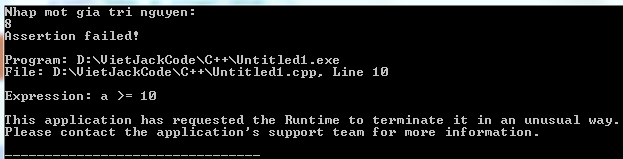 Nhap mot gia tri nguyen:
8
Assertion failed!
Program: D:\VietJackCode\C++\Untitled1.exe
File: D:\VietJackCode\C++\Untitled1.cpp, Line 10
Expression: a >= 10
This application has requested the Runtime to terminate it in an unusual way.
Please contact the application's support team for more information.
--------------------------------